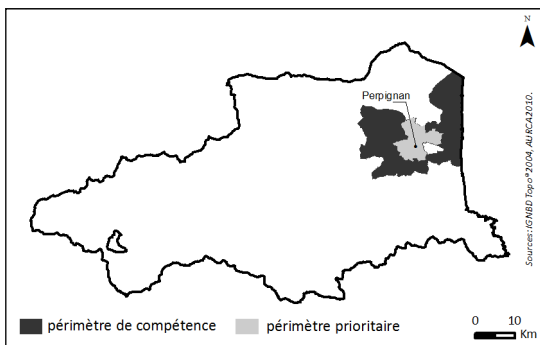 N
Perpignan
Sources: IGNBD Topo®2004, AURCA2010.
périmètre de compétence
périmètre prioritaire
0 10
Km